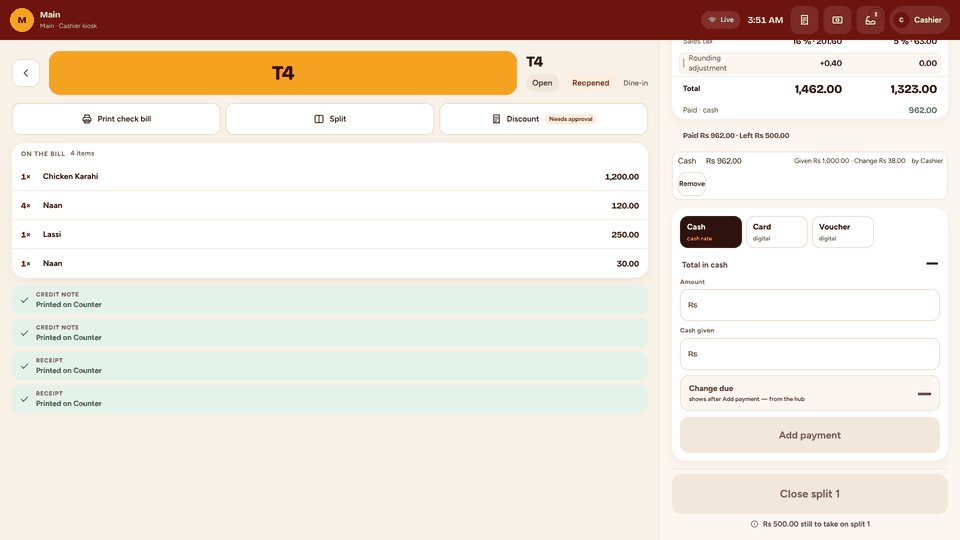 M
Main
Main · Cashier kiosk
Live
3:51 AM
1
C
Cashier
T4
T4
Open
Reopened
Dine-in
Print check bill
Split
Discount
Needs approval
ON THE BILL 4 items
1× Chicken Karahi 1,200.00
4× Naan 120.00
1× Lassi 250.00
1× Naan 30.00
CREDIT NOTE
Printed on Counter
CREDIT NOTE
Printed on Counter
RECEIPT
Printed on Counter
RECEIPT
Printed on Counter
Sales tax 16 % · 201.60 5 % · 63.00
Rounding adjustment +0.40 0.00
Total 1,462.00 1,323.00
Paid · cash 962.00
Paid Rs 962.00 · Left Rs 500.00
Cash Rs 962.00 Given Rs 1,000.00 · Change Rs 38.00 by Cashier
Remove
Cash
cash rate
Card
digital
Voucher
digital
Total in cash —
Amount
Rs
Cash given
Rs
Change due
shows after Add payment — from the hub
—
Add payment
Close split 1
Rs 500.00 still to take on split 1